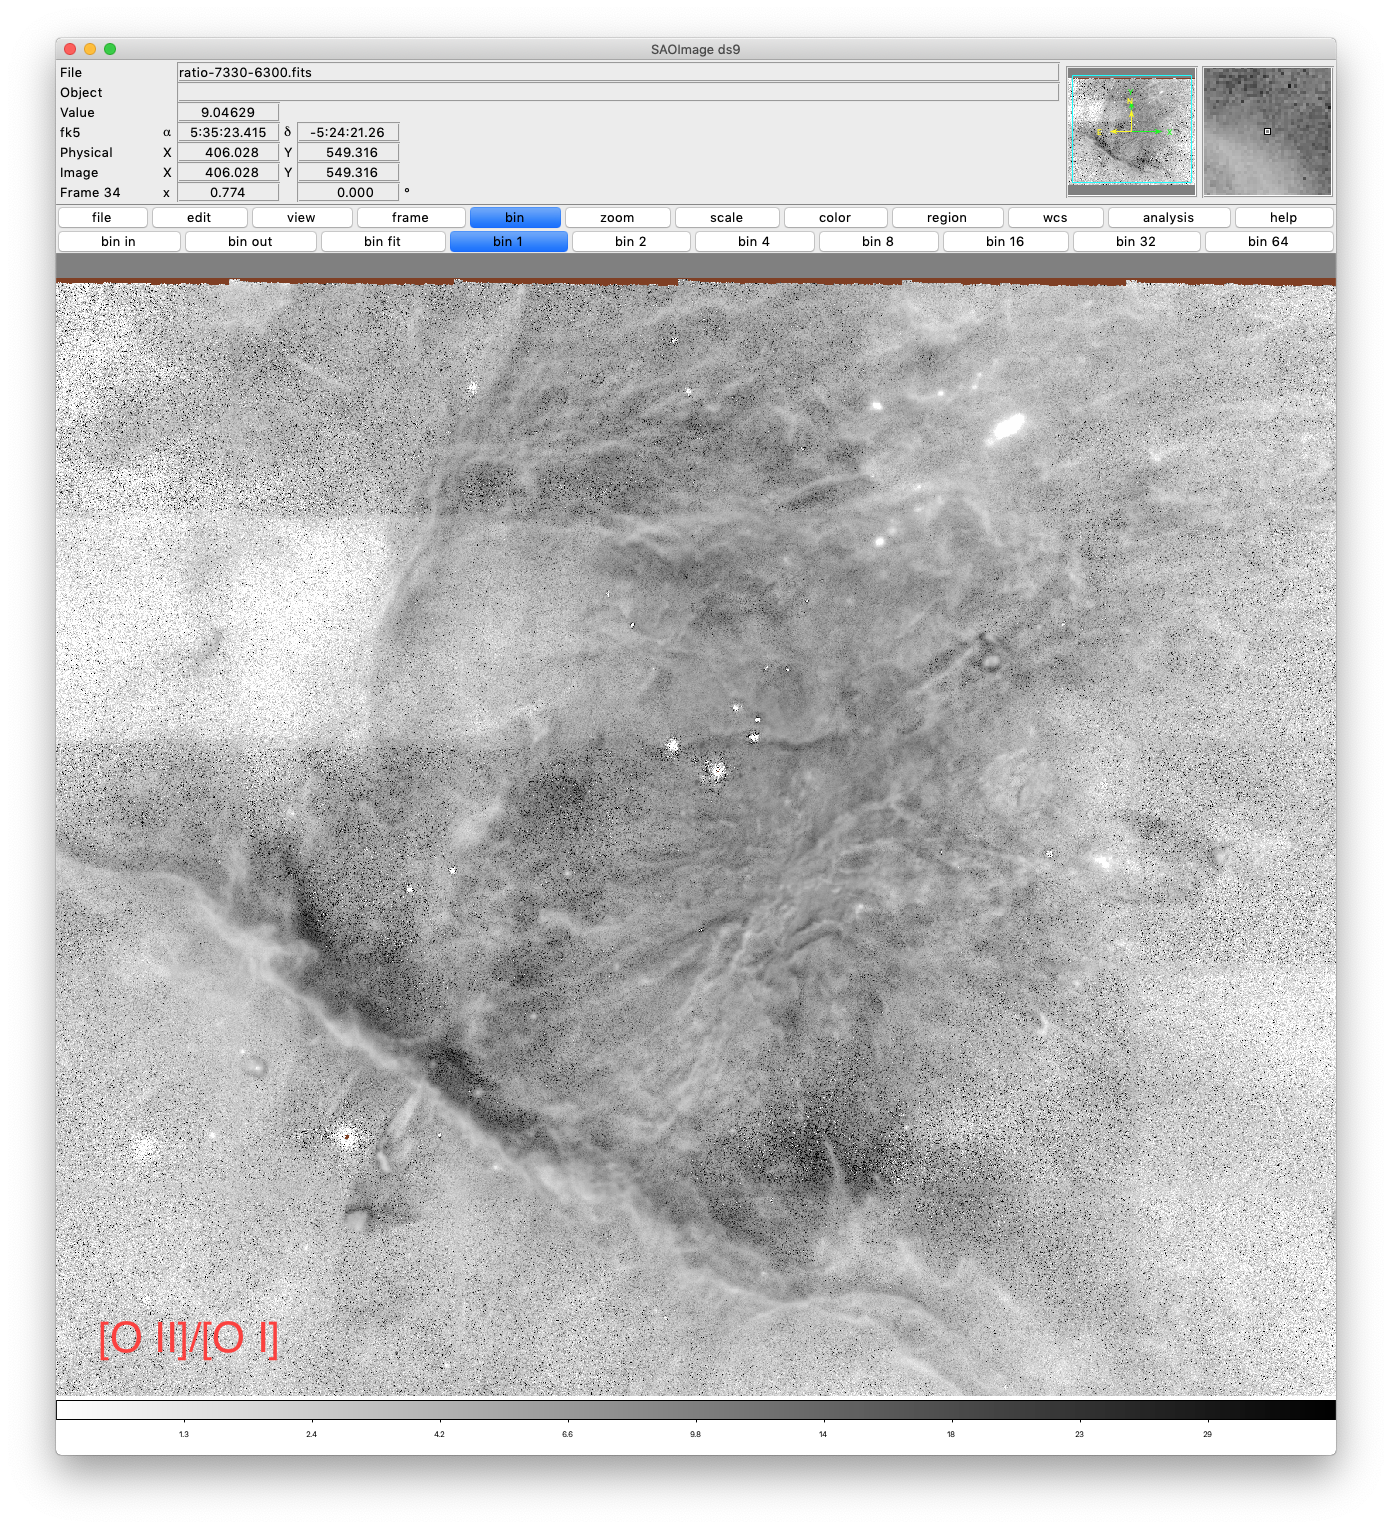 SAOImage ds9
File ratio-7330-6300.fits
Object
Value 9.04629
fk5 α 5:35:23.415 δ -5:24:21.26
Physical X 406.028 Y 549.316
Image X 406.028 Y 549.316
Frame 34 x 0.774 0.000 °
file edit view frame bin zoom scale color region wcs analysis help
bin in bin out bin fit bin 1 bin 2 bin 4 bin 8 bin 16 bin 32 bin 64
[O II]/[O I]
1.3 2.4 4.2 6.6 9.8 14 18 23 29